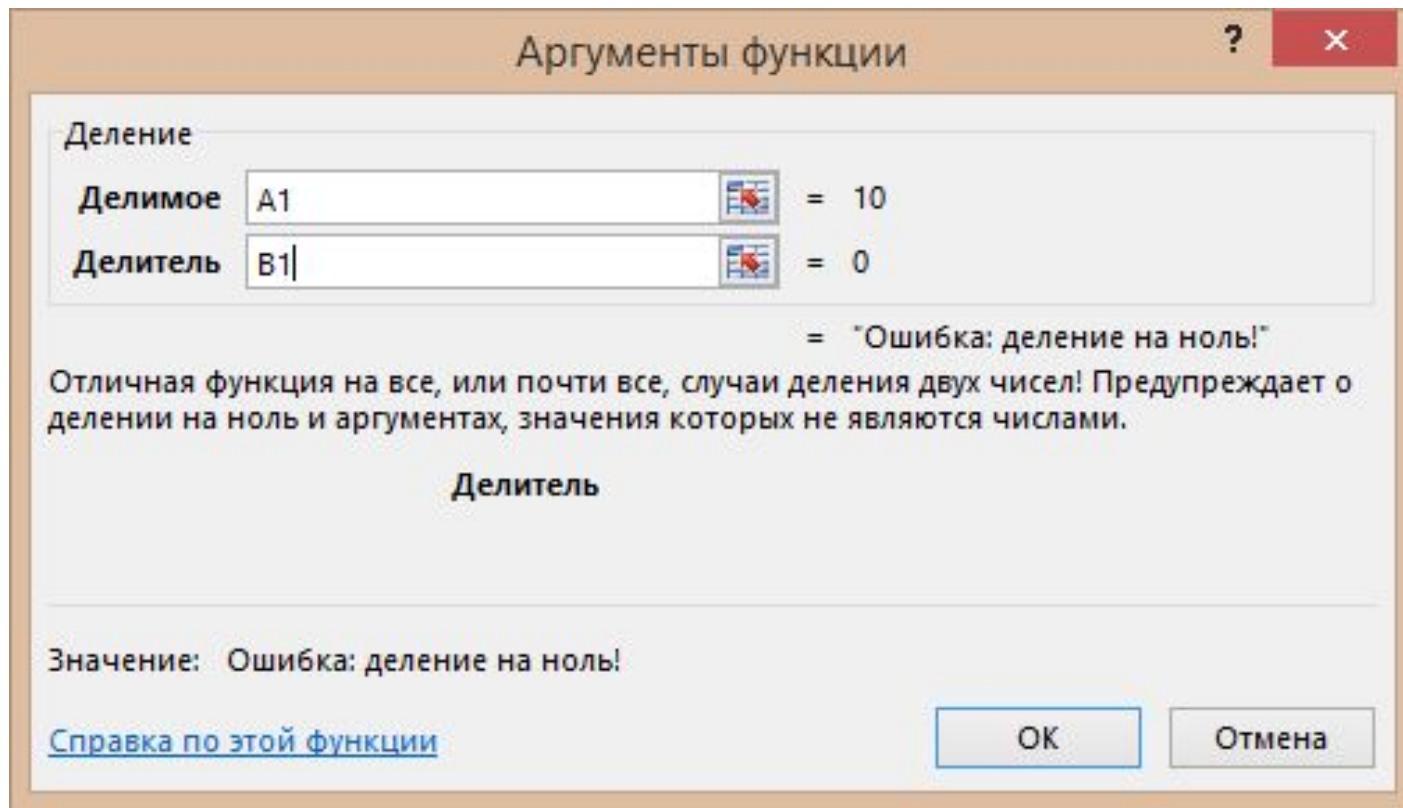 Аргументы функции ? ×
Деление
Делимое A1 = 10
Делитель B1 = 0
= "Ошибка: деление на ноль!"
Отличная функция на все, или почти все, случаи деления двух чисел! Предупреждает о
делении на ноль и аргументах, значения которых не являются числами.
Делитель
Значение: Ошибка: деление на ноль!
Справка по этой функции ОК Отмена